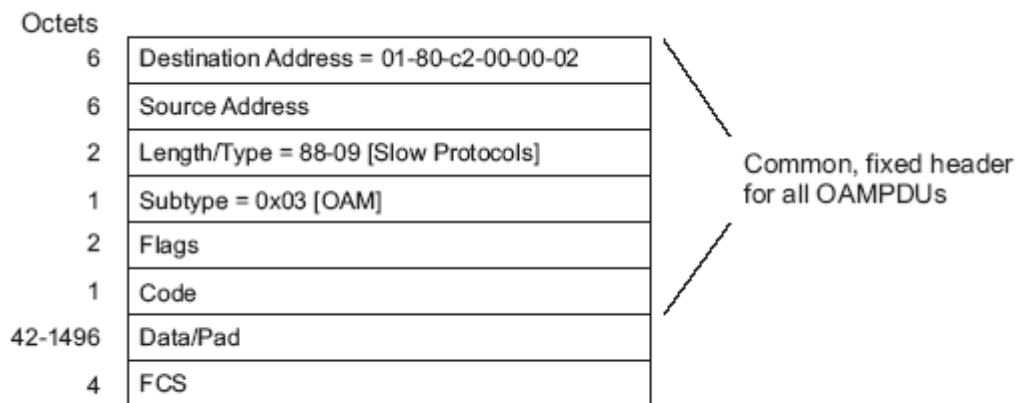 Octets
6 Destination Address = 01-80-c2-00-00-02
6 Source Address
2 Length/Type = 88-09 [Slow Protocols]
1 Subtype = 0x03 [OAM]
2 Flags
1 Code
42-1496 Data/Pad
4 FCS
Common, fixed header
for all OAMPDUs